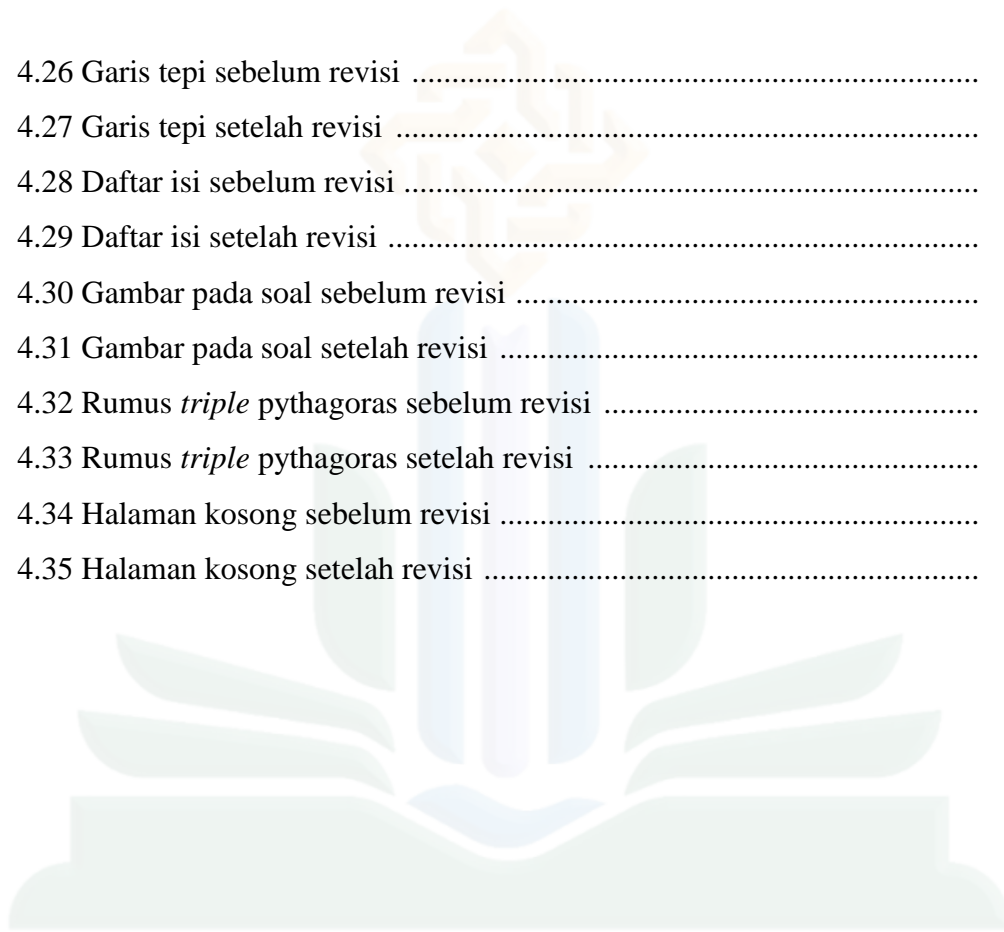 4.26 Garis tepi sebelum revisi ......................................................................
4.27 Garis tepi setelah revisi ........................................................................
4.28 Daftar isi sebelum revisi .......................................................................
4.29 Daftar isi setelah revisi .........................................................................
4.30 Gambar pada soal sebelum revisi .........................................................
4.31 Gambar pada soal setelah revisi ...........................................................
4.32 Rumus triple pythagoras sebelum revisi ..............................................
4.33 Rumus triple pythagoras setelah revisi ................................................
4.34 Halaman kosong sebelum revisi ...........................................................
4.35 Halaman kosong setelah revisi .............................................................